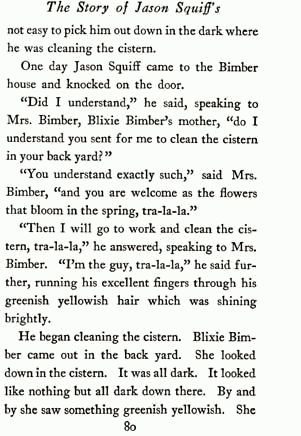 The Story of Jason Squiff's
not easy to pick him out down in the dark where
he was cleaning the cistern.
One day Jason Squiff came to the Bimber
house and knocked on the door.
“Did I understand,” he said, speaking to
Mrs. Bimber, Blixie Bimber’s mother, “do I
understand you sent for me to clean the cistern
in your back yard?”
“You understand exactly such,” said Mrs.
Bimber, “and you are welcome as the flowers
that bloom in the spring, tra-la-la.”
“Then I will go to work and clean the cis-
tern, tra-la-la,” he answered, speaking to Mrs.
Bimber. “I’m the guy, tra-la-la,” he said fur-
ther, running his excellent fingers through his
greenish yellowish hair which was shining
brightly.
He began cleaning the cistern. Blixie Bim-
ber came out in the back yard. She looked
down in the cistern. It was all dark. It looked
like nothing but all dark down there. By and
by she saw something greenish yellowish. She
80